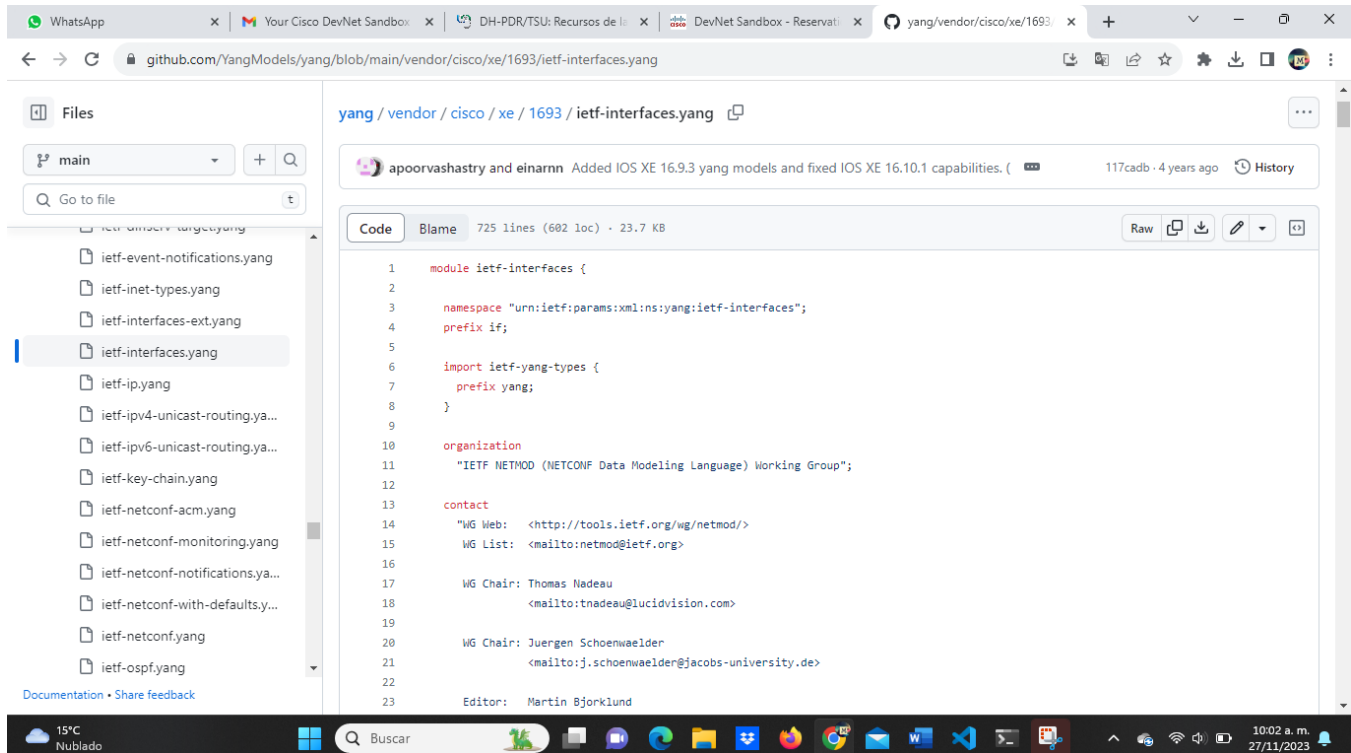 WhatsApp
Your Cisco DevNet Sandbox
DH-PDR/TSU: Recursos de la
DevNet Sandbox - Reservati
yang/vendor/cisco/xe/1693/
github.com/YangModels/yang/blob/main/vendor/cisco/xe/1693/ietf-interfaces.yang
Files
main
Go to file
t
ietf-diffserv-target.yang
ietf-event-notifications.yang
ietf-inet-types.yang
ietf-interfaces-ext.yang
ietf-interfaces.yang
ietf-ip.yang
ietf-ipv4-unicast-routing.ya...
ietf-ipv6-unicast-routing.ya...
ietf-key-chain.yang
ietf-netconf-acm.yang
ietf-netconf-monitoring.yang
ietf-netconf-notifications.ya...
ietf-netconf-with-defaults.y...
ietf-netconf.yang
ietf-ospf.yang
Documentation • Share feedback
yang / vendor / cisco / xe / 1693 / ietf-interfaces.yang
apoorvashastry and einarnn Added IOS XE 16.9.3 yang models and fixed IOS XE 16.10.1 capabilities. ( 117cadb · 4 years ago History
Code Blame 725 lines (602 loc) · 23.7 KB Raw
1 module ietf-interfaces {
2
3 namespace "urn:ietf:params:xml:ns:yang:ietf-interfaces";
4 prefix if;
5
6 import ietf-yang-types {
7 prefix yang;
8 }
9
10 organization
11 "IETF NETMOD (NETCONF Data Modeling Language) Working Group";
12
13 contact
14 "WG Web: <http://tools.ietf.org/wg/netmod/>
15 WG List: <mailto:netmod@ietf.org>
16
17 WG Chair: Thomas Nadeau
18 <mailto:tnadeau@lucidvision.com>
19
20 WG Chair: Juergen Schoenwaelder
21 <mailto:j.schoenwaelder@jacobs-university.de>
22
23 Editor: Martin Bjorklund
15°C
Nublado
Buscar
10:02 a. m.
27/11/2023